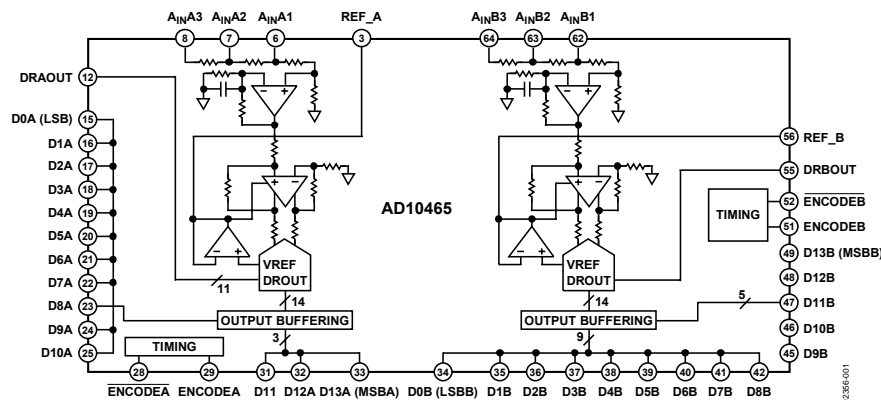 AINA3 AINA2 AINA1 REF_A AINB3 AINB2 AINB1
8 7 6 3 64 63 62
DRAOUT 12
D0A (LSB) 15
D1A 16
D2A 17
D3A 18
D4A 19
D5A 20
D6A 21
D7A 22
D8A 23
D9A 24
D10A 25
AD10465
56 REF_B
55 DRBOUT
TIMING
52 ENCODEB
51 ENCODEB
49 D13B (MSBB)
48 D12B
47 D11B
46 D10B
45 D9B
VREF
DROUT
11
14
OUTPUT BUFFERING
3
VREF
DROUT
14
OUTPUT BUFFERING
5
9
TIMING
28 29 31 32 33 34 35 36 37 38 39 40 41 42
ENCODEA ENCODEA D11 D12A D13A (MSBA) D0B (LSBB) D1B D2B D3B D4B D5B D6B D7B D8B
02356-001